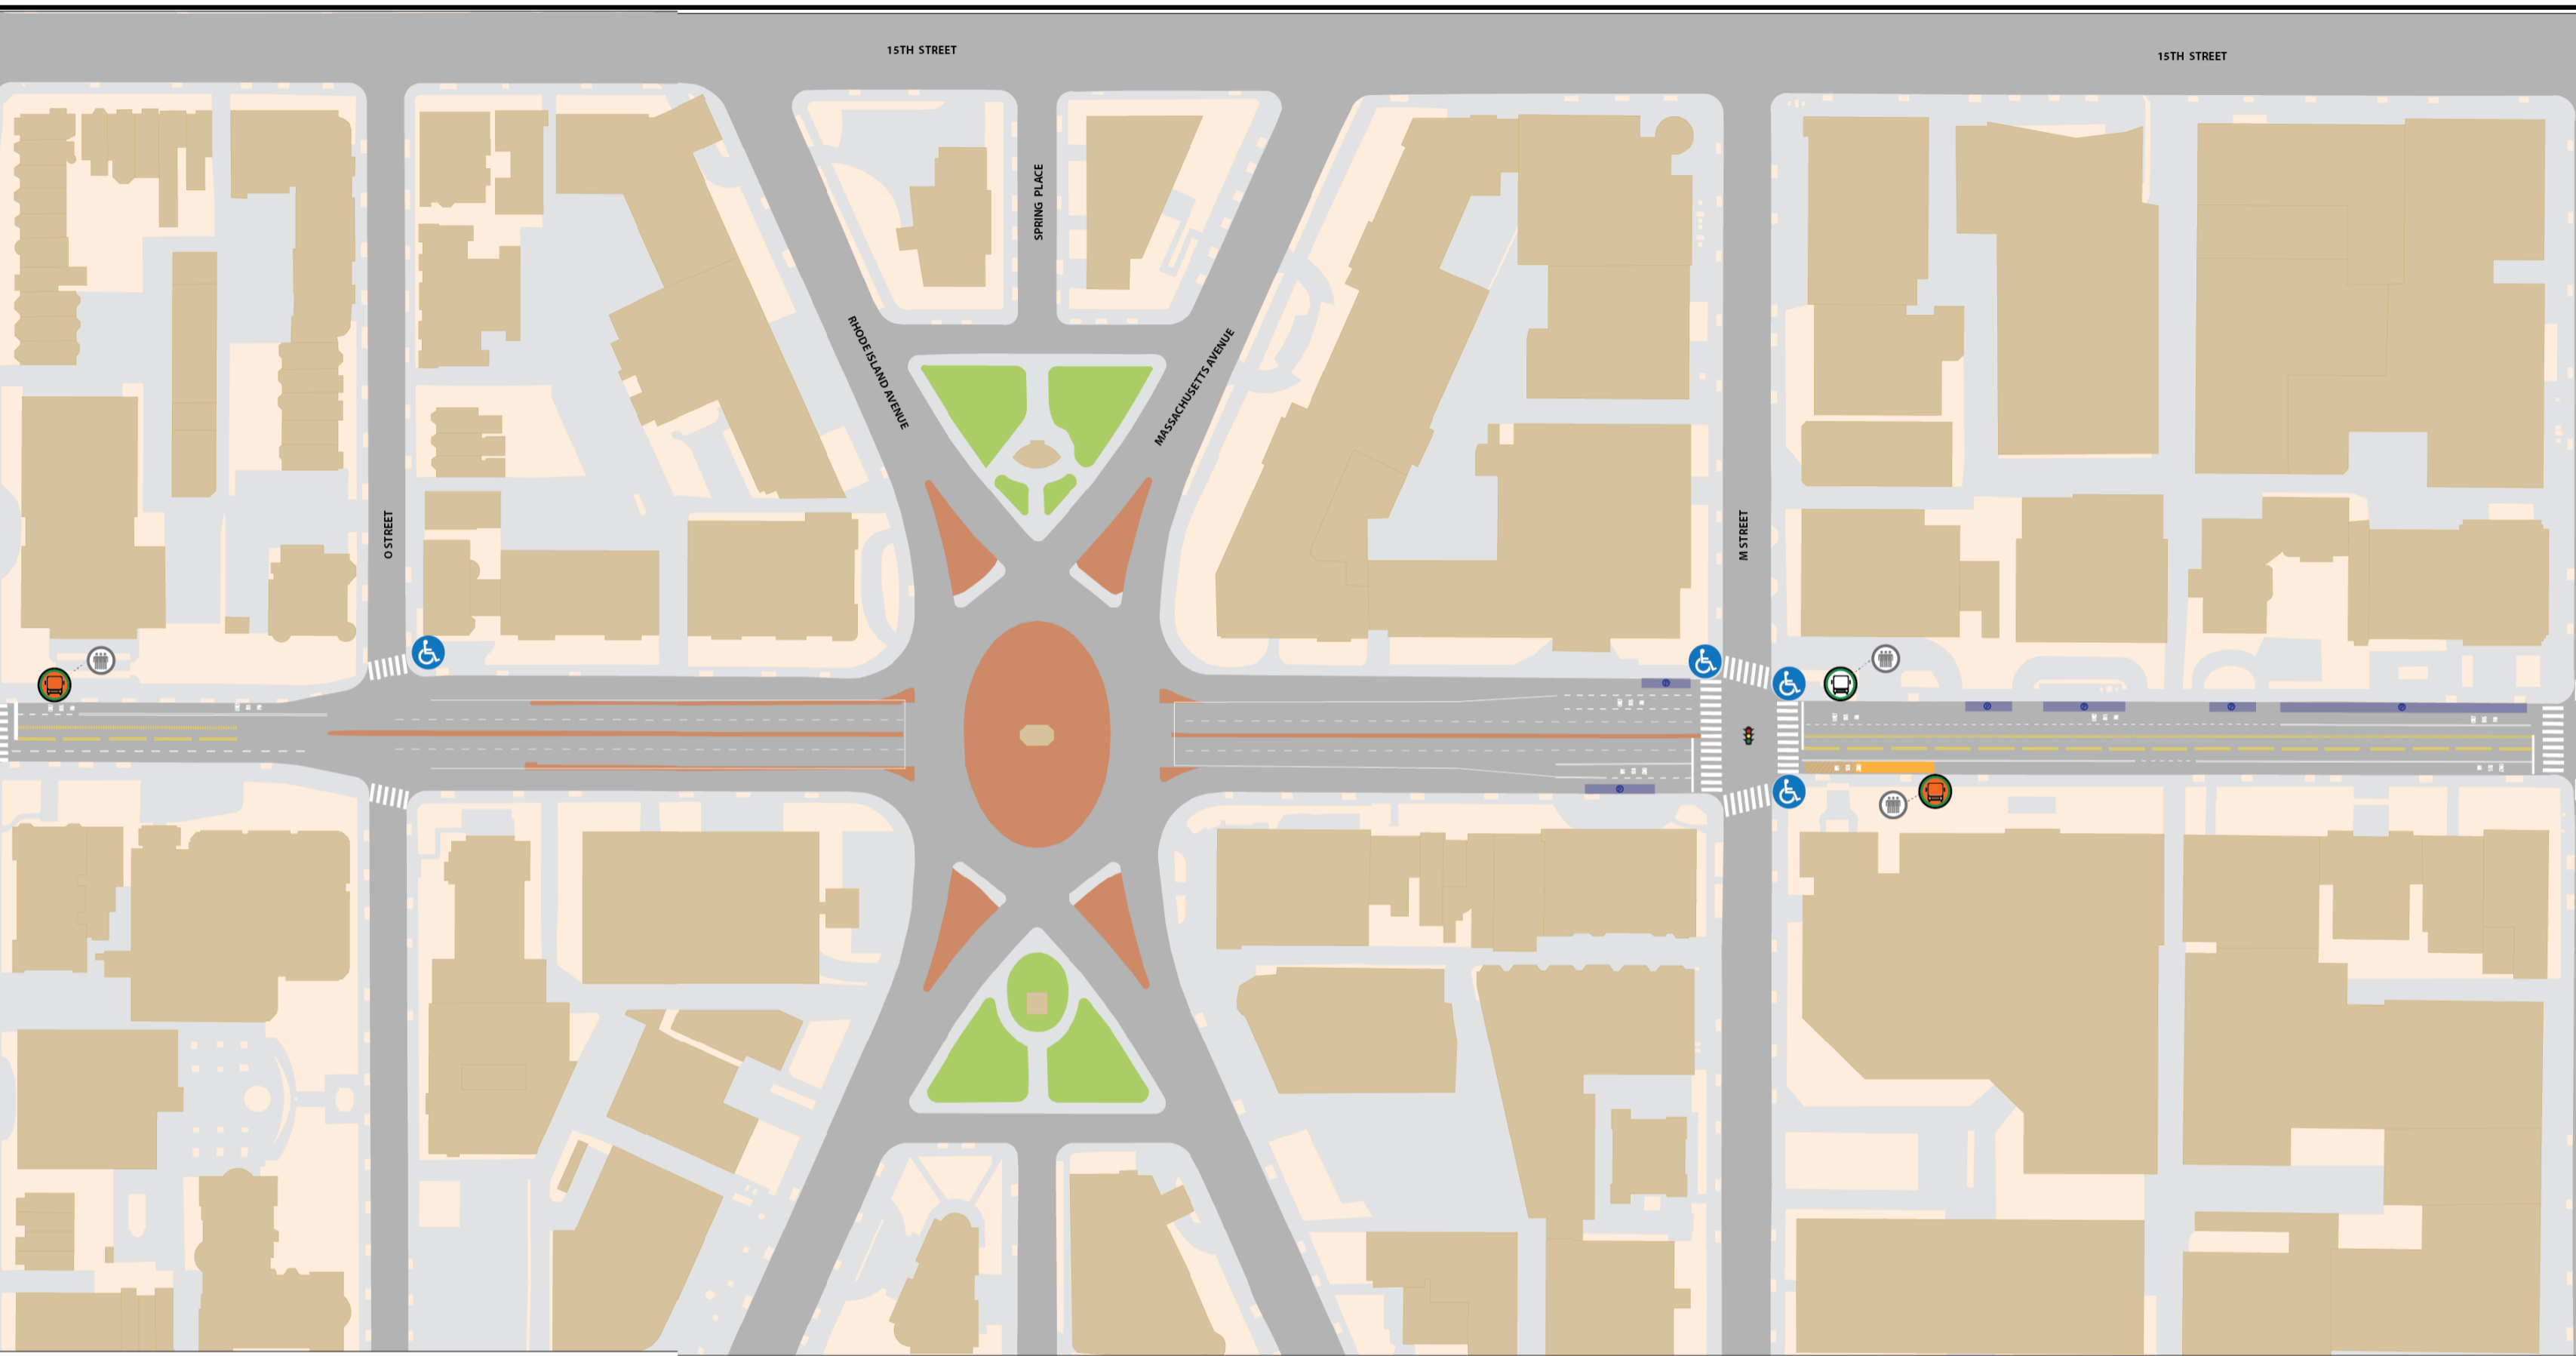 15TH STREET
15TH STREET
SPRING PLACE
RHODE ISLAND AVENUE
MASSACHUSETTS AVENUE
O STREET
M STREET